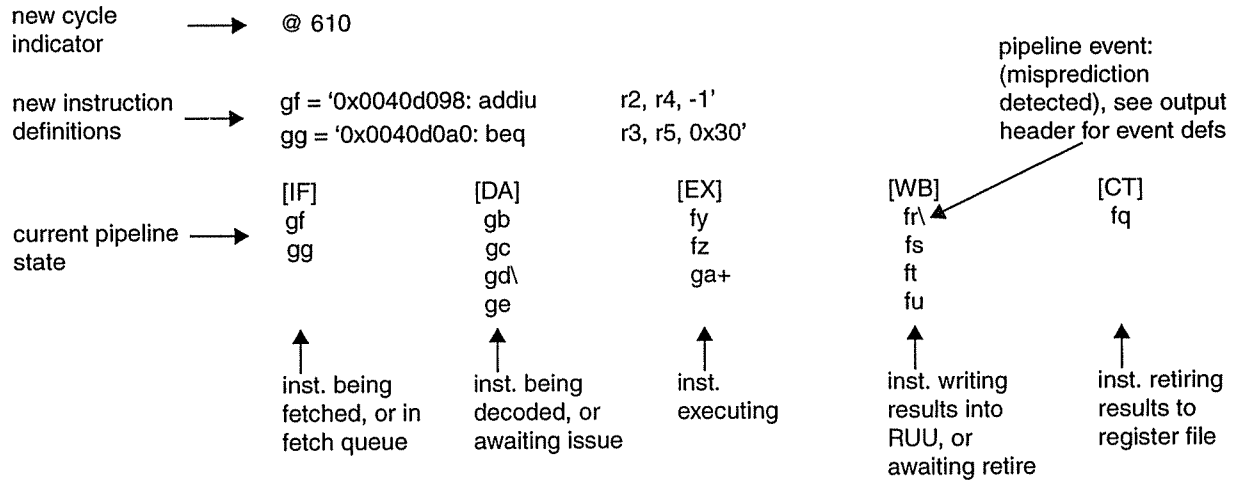 new cycle
indicator
@ 610
pipeline event:
(misprediction
detected), see output
header for event defs
new instruction
definitions
gf = ‘0x0040d098: addiu r2, r4, -1’
gg = ‘0x0040d0a0: beq r3, r5, 0x30’
[IF] [DA] [EX] [WB] [CT]
current pipeline
state
gf gb fy fr\ fq
gg gc fz fs
gd\ ga+ ft
ge fu
inst. being
fetched, or in
fetch queue
inst. being
decoded, or
awaiting issue
inst.
executing
inst. writing
results into
RUU, or
awaiting retire
inst. retiring
results to
register file